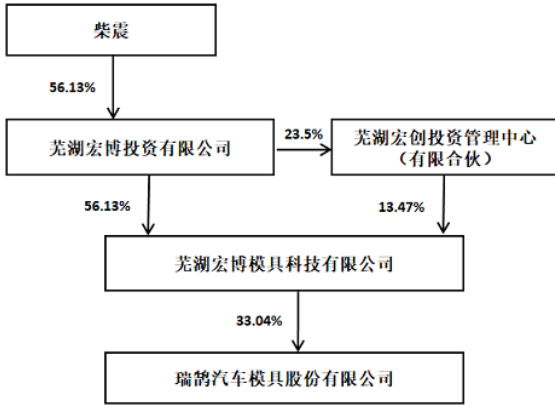 柴震
56.13%
芜湖宏博投资有限公司
23.5%
芜湖宏创投资管理中心
（有限合伙）
56.13%
13.47%
芜湖宏博模具科技有限公司
33.04%
瑞鹄汽车模具股份有限公司